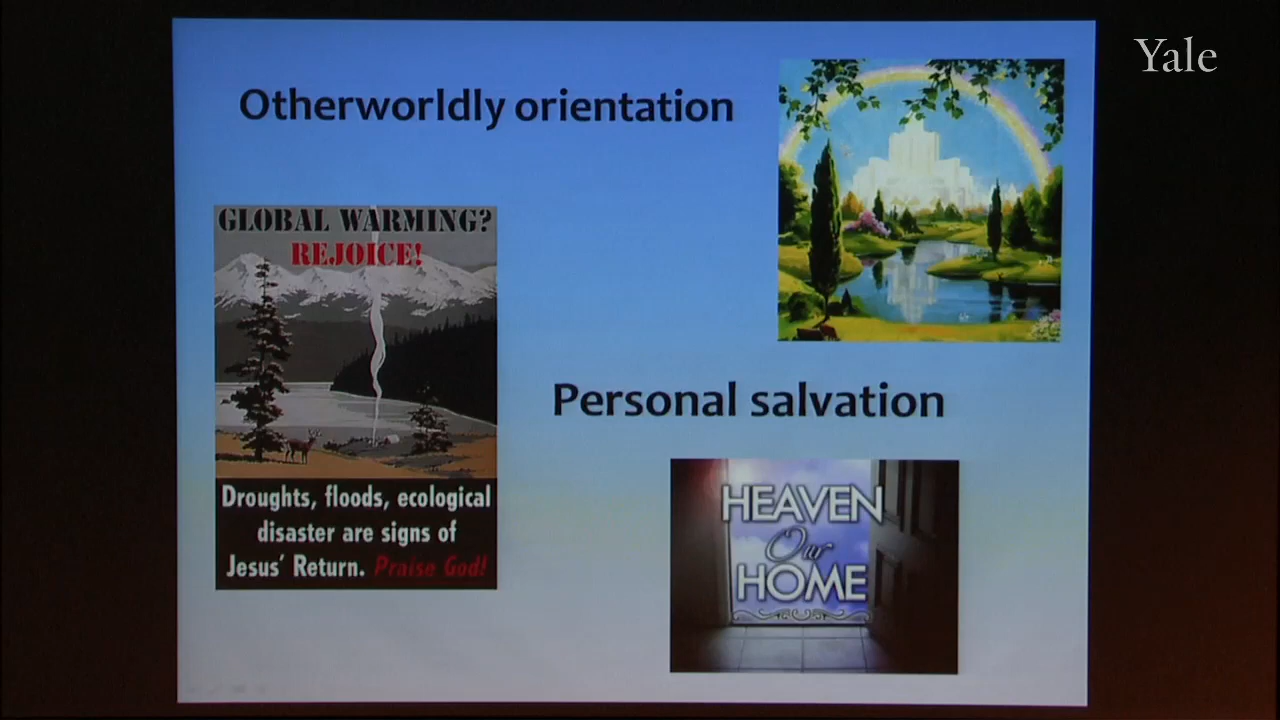 Yale
Otherworldly orientation
GLOBAL WARMING?
REJOICE!
Droughts, floods, ecological
disaster are signs of
Jesus' Return. Praise God!
Personal salvation
HEAVEN
Our
HOME